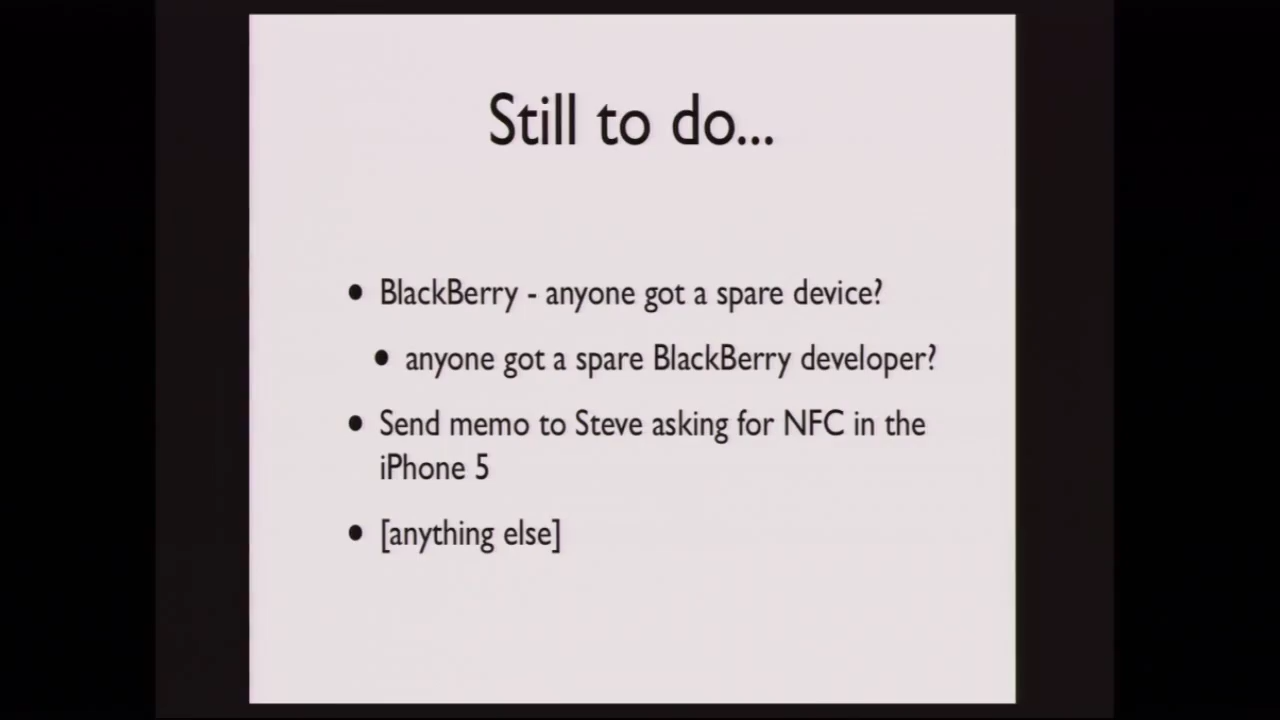 Still to do...
• BlackBerry - anyone got a spare device?
• anyone got a spare BlackBerry developer?
• Send memo to Steve asking for NFC in the
iPhone 5
• [anything else]